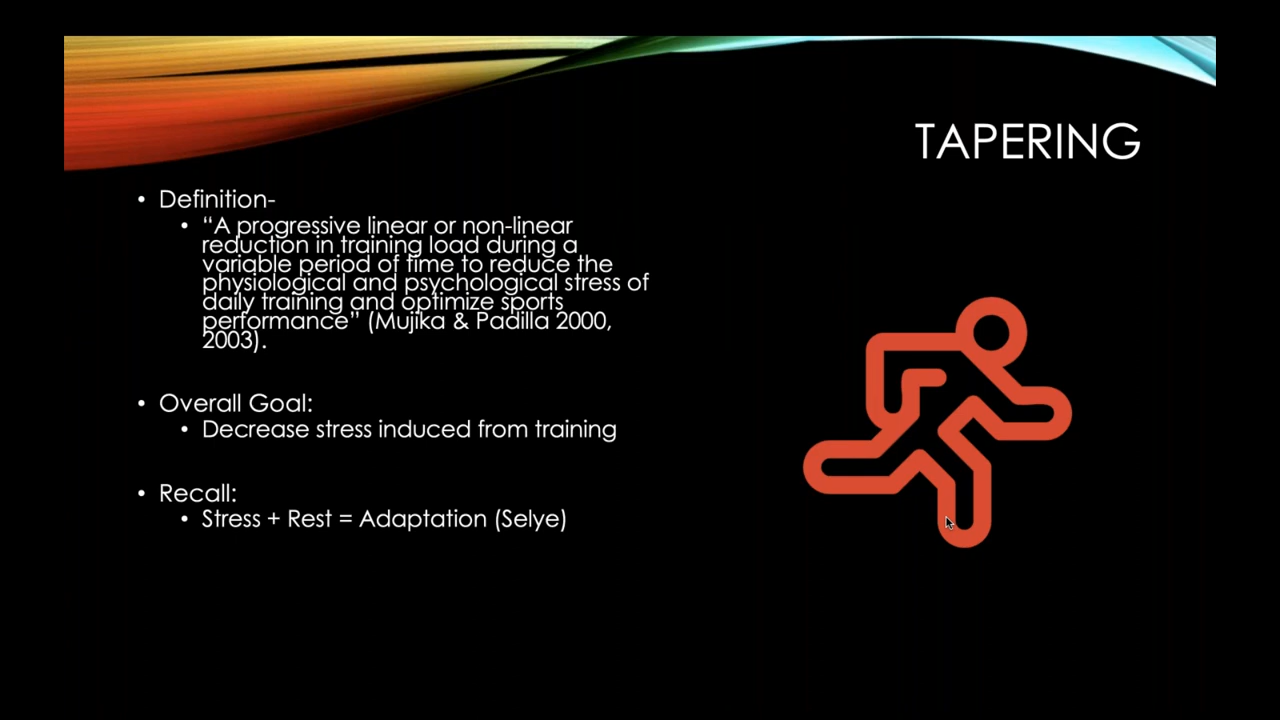 TAPERING
• Definition-
• “A progressive linear or non-linear
reduction in training load during a
variable period of time to reduce the
physiological and psychological stress of
daily training and optimize sports
performance” (Mujika & Padilla 2000,
2003).
• Overall Goal:
• Decrease stress induced from training
• Recall:
• Stress + Rest = Adaptation (Selye)